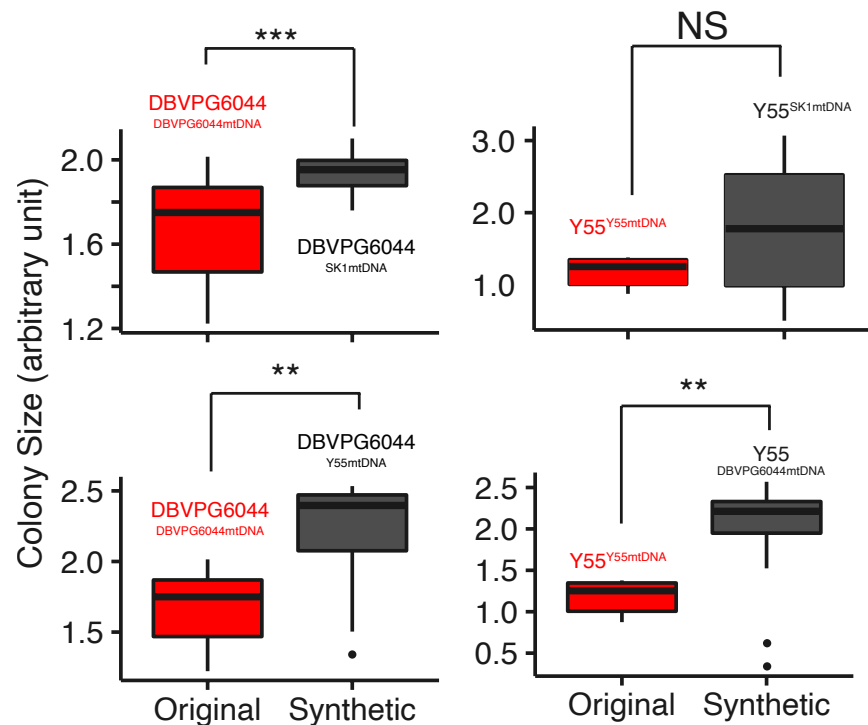 ***
DBVPG6044
DBVPG6044mtDNA
2.0
1.6
1.2
DBVPG6044
SK1mtDNA
NS
Y55SK1mtDNA
3.0
2.0
1.0
Y55Y55mtDNA
Colony Size (arbitrary unit)
**
DBVPG6044
Y55mtDNA
DBVPG6044
DBVPG6044mtDNA
2.5
2.0
1.5
Original Synthetic
**
Y55
DBVPG6044mtDNA
2.5
2.0
1.5
1.0
0.5
Y55Y55mtDNA
Original Synthetic